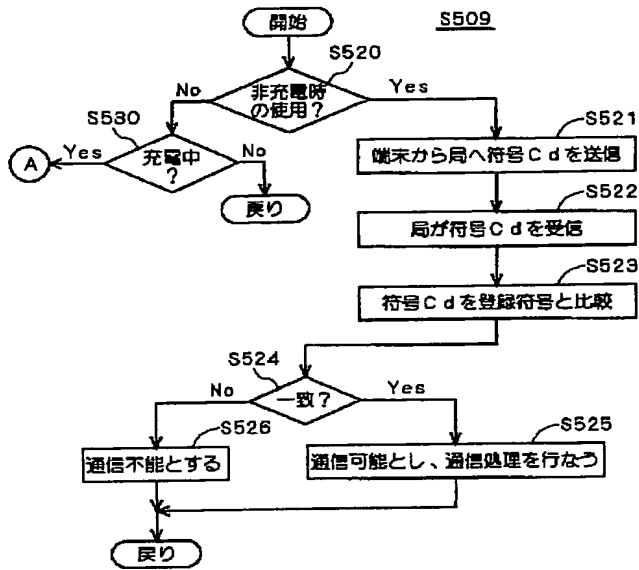 開始
S509
S520
非充電時
の使用?
No
Yes
S530
充電中
?
Yes
No
A
戻り
S521
端末から局へ符号Cdを送信
S522
局が符号Cdを受信
S523
符号Cdを登録符号と比較
S524
一致?
No
Yes
S526
通信不能とする
S525
通信可能とし、通信処理を行なう
戻り